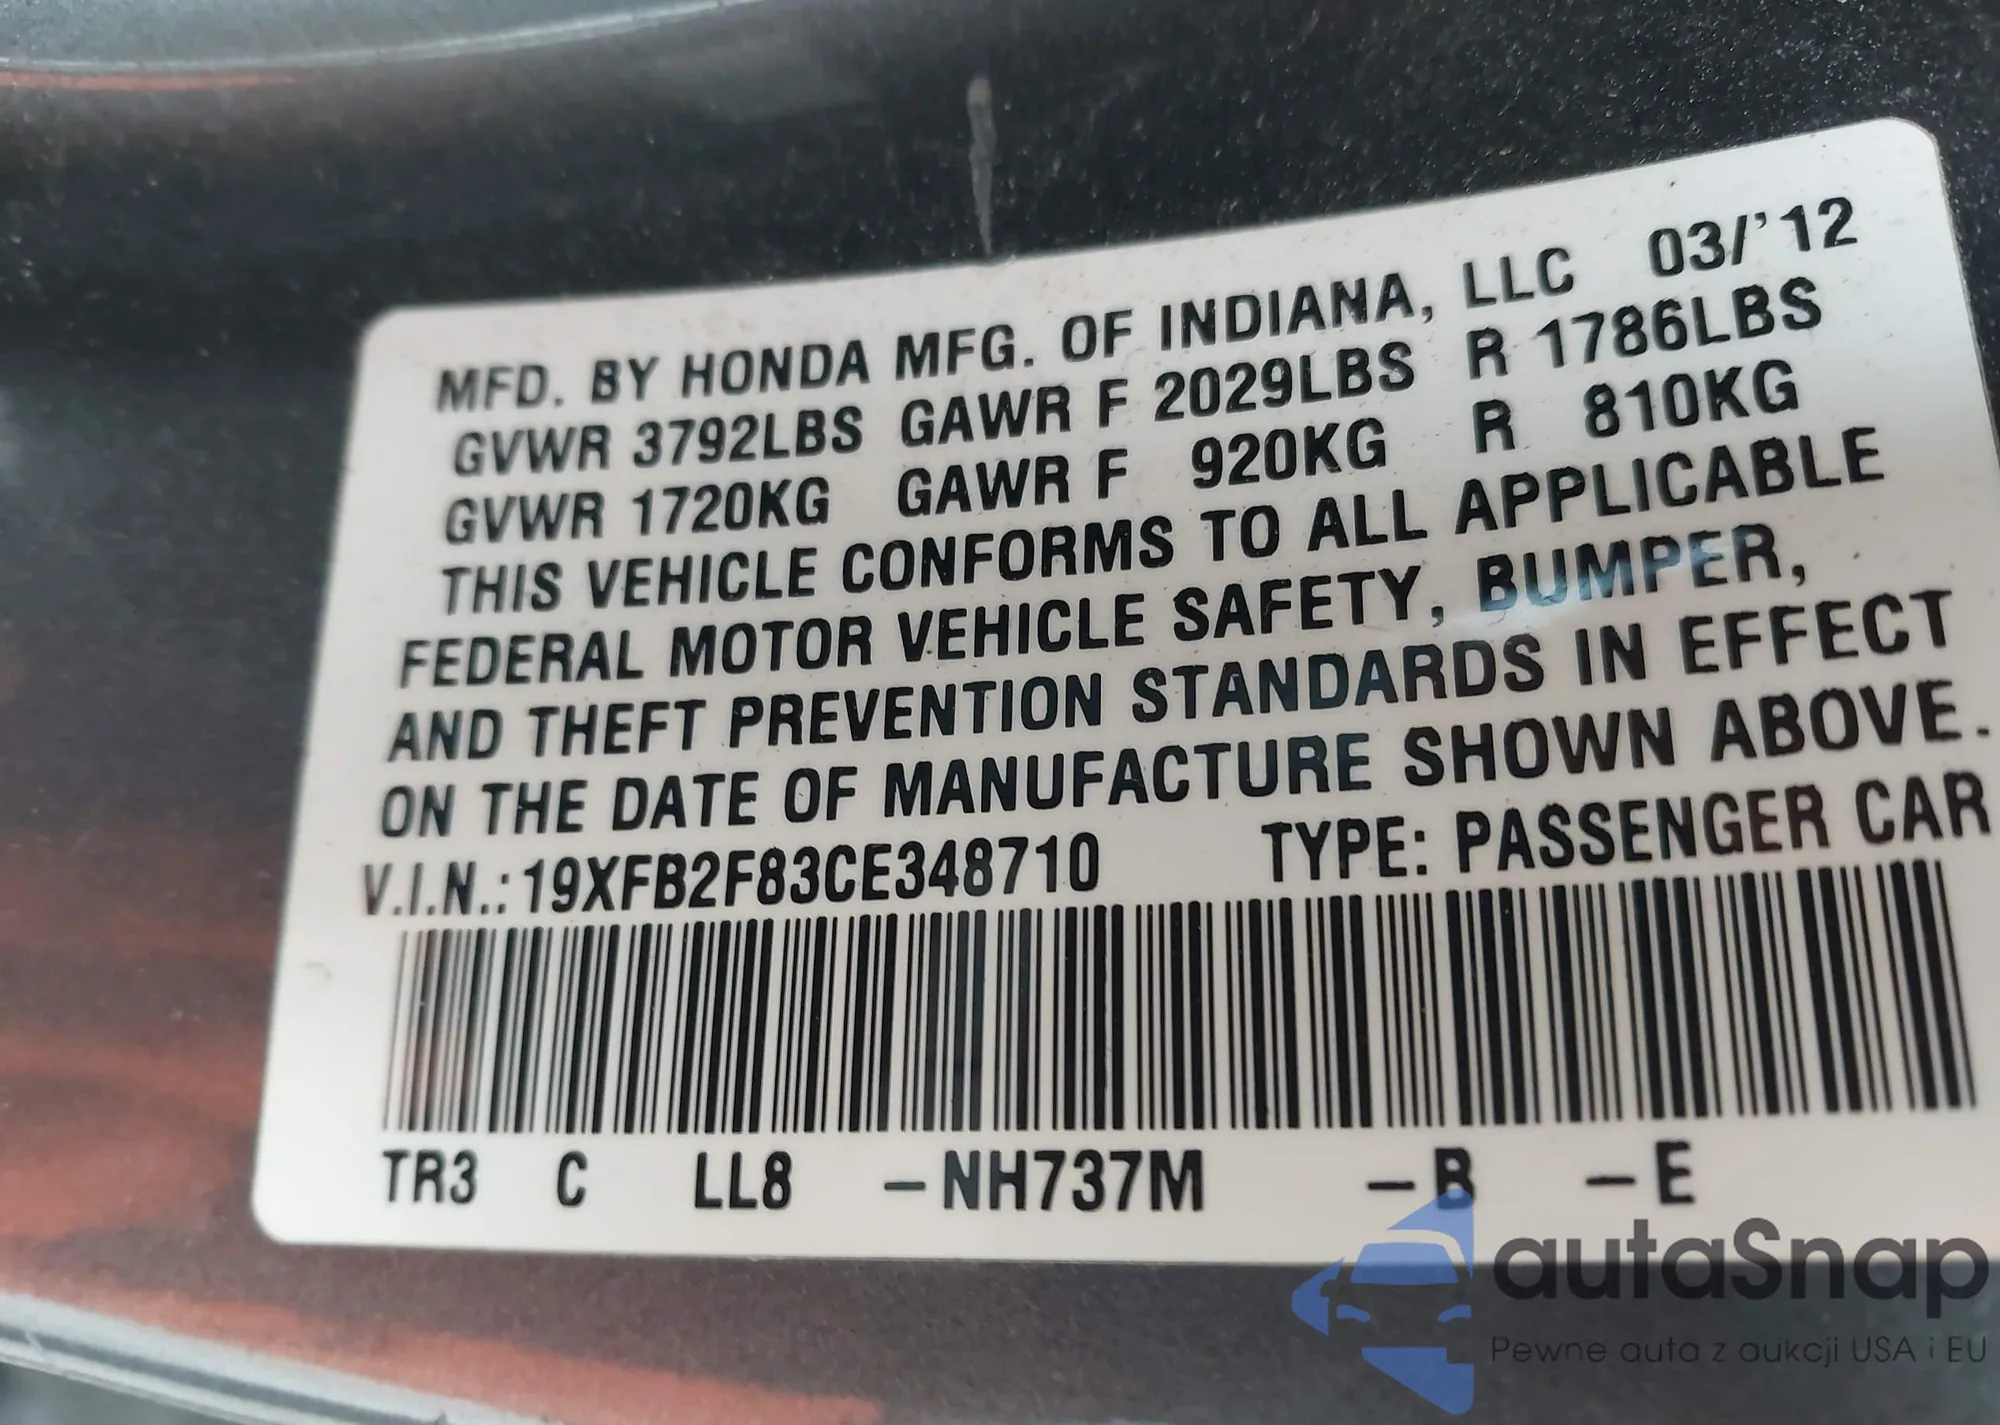 MFD. BY HONDA MFG. OF INDIANA, LLC 03/'12
GVWR 3792LBS GAWR F 2029LBS R 1786LBS
GVWR 1720KG GAWR F 920KG R 810KG
THIS VEHICLE CONFORMS TO ALL APPLICABLE
FEDERAL MOTOR VEHICLE SAFETY, BUMPER,
AND THEFT PREVENTION STANDARDS IN EFFECT
ON THE DATE OF MANUFACTURE SHOWN ABOVE.
V.I.N.: 19XFB2F83CE348710 TYPE: PASSENGER CAR
TR3 C LL8 -NH737M -B -E
autaSnap
Pewne auta z aukcji USA i EU